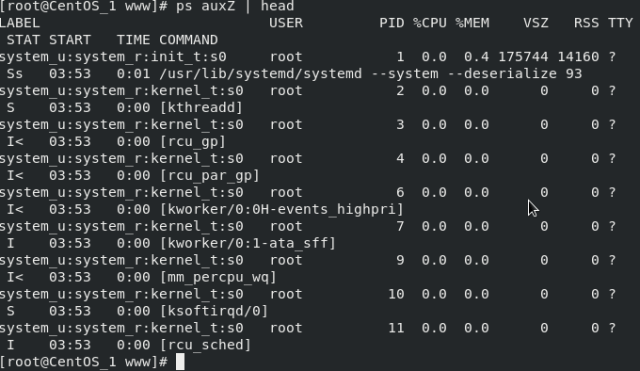 [root@CentOS_1 www]# ps auxZ | head
LABEL                           USER         PID %CPU %MEM    VSZ   RSS TTY
 STAT START   TIME COMMAND
system_u:system_r:init_t:s0     root           1  0.0  0.4 175744 14160 ?
 Ss   03:53   0:01 /usr/lib/systemd/systemd --system --deserialize 93
system_u:system_r:kernel_t:s0   root           2  0.0  0.0      0     0 ?
 S    03:53   0:00 [kthreadd]
system_u:system_r:kernel_t:s0   root           3  0.0  0.0      0     0 ?
 I<   03:53   0:00 [rcu_gp]
system_u:system_r:kernel_t:s0   root           4  0.0  0.0      0     0 ?
 I<   03:53   0:00 [rcu_par_gp]
system_u:system_r:kernel_t:s0   root           6  0.0  0.0      0     0 ?
 I<   03:53   0:00 [kworker/0:0H-events_highpri]
system_u:system_r:kernel_t:s0   root           7  0.0  0.0      0     0 ?
 I    03:53   0:00 [kworker/0:1-ata_sff]
system_u:system_r:kernel_t:s0   root           9  0.0  0.0      0     0 ?
 I<   03:53   0:00 [mm_percpu_wq]
system_u:system_r:kernel_t:s0   root          10  0.0  0.0      0     0 ?
 S    03:53   0:00 [ksoftirqd/0]
system_u:system_r:kernel_t:s0   root          11  0.0  0.0      0     0 ?
 I    03:53   0:00 [rcu_sched]
[root@CentOS_1 www]#